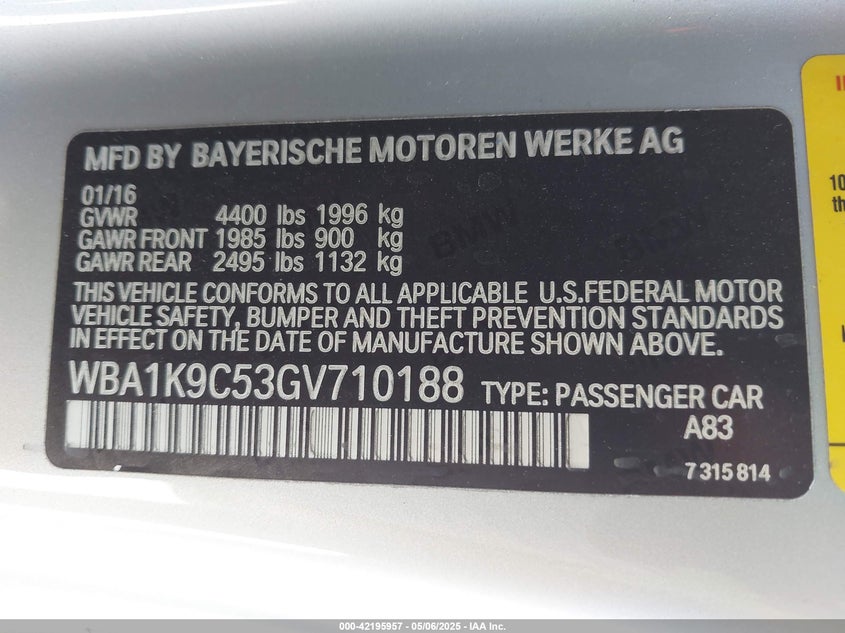 MFD BY BAYERISCHE MOTOREN WERKE AG
01/16
GVWR 4400 lbs 1996 kg
GAWR FRONT 1985 lbs 900 kg
GAWR REAR 2495 lbs 1132 kg
THIS VEHICLE CONFORMS TO ALL APPLICABLE U.S.FEDERAL MOTOR
VEHICLE SAFETY, BUMPER AND THEFT PREVENTION STANDARDS
IN EFFECT ON THE DATE OF MANUFACTURE SHOWN ABOVE.
WBA1K9C53GV710188 TYPE: PASSENGER CAR
A83
7 315 814
BMW
10
th
000-42195957 - 05/06/2025 - IAA Inc.